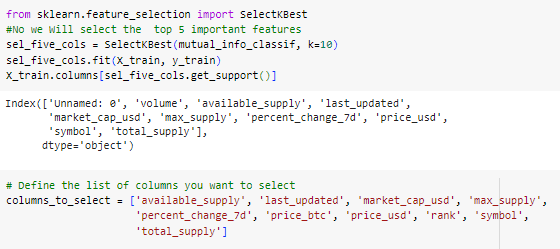 from sklearn.feature_selection import SelectKBest
#No we Will select the  top 5 important features
sel_five_cols = SelectKBest(mutual_info_classif, k=10)
sel_five_cols.fit(X_train, y_train)
X_train.columns[sel_five_cols.get_support()]
Index(['Unnamed: 0', 'volume', 'available_supply', 'last_updated',
'market_cap_usd', 'max_supply', 'percent_change_7d', 'price_usd',
'symbol', 'total_supply'],
dtype='object')
# Define the list of columns you want to select
columns_to_select = ['available_supply', 'last_updated', 'market_cap_usd', 'max_supply',
'percent_change_7d', 'price_btc', 'price_usd', 'rank', 'symbol',
'total_supply']